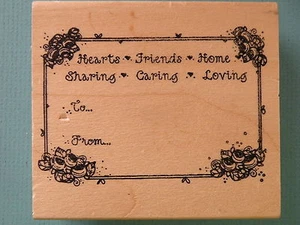 Hearts ♥ Friends ♥ Home
Sharing ♥ Caring ♥ Loving
To...
From...